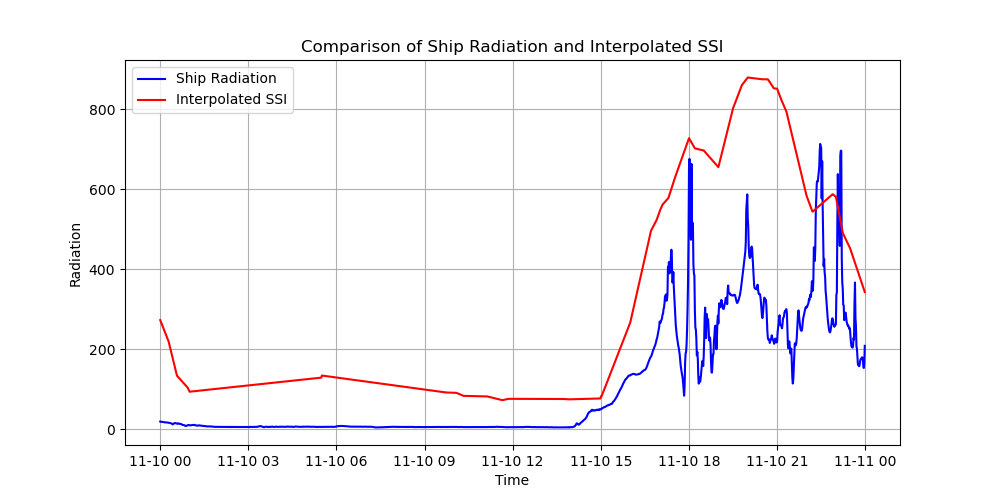 Comparison of Ship Radiation and Interpolated SSI
Ship Radiation
Interpolated SSI
Radiation
800
600
400
200
0
11-10 00
11-10 03
11-10 06
11-10 09
11-10 12
11-10 15
11-10 18
11-10 21
11-11 00
Time